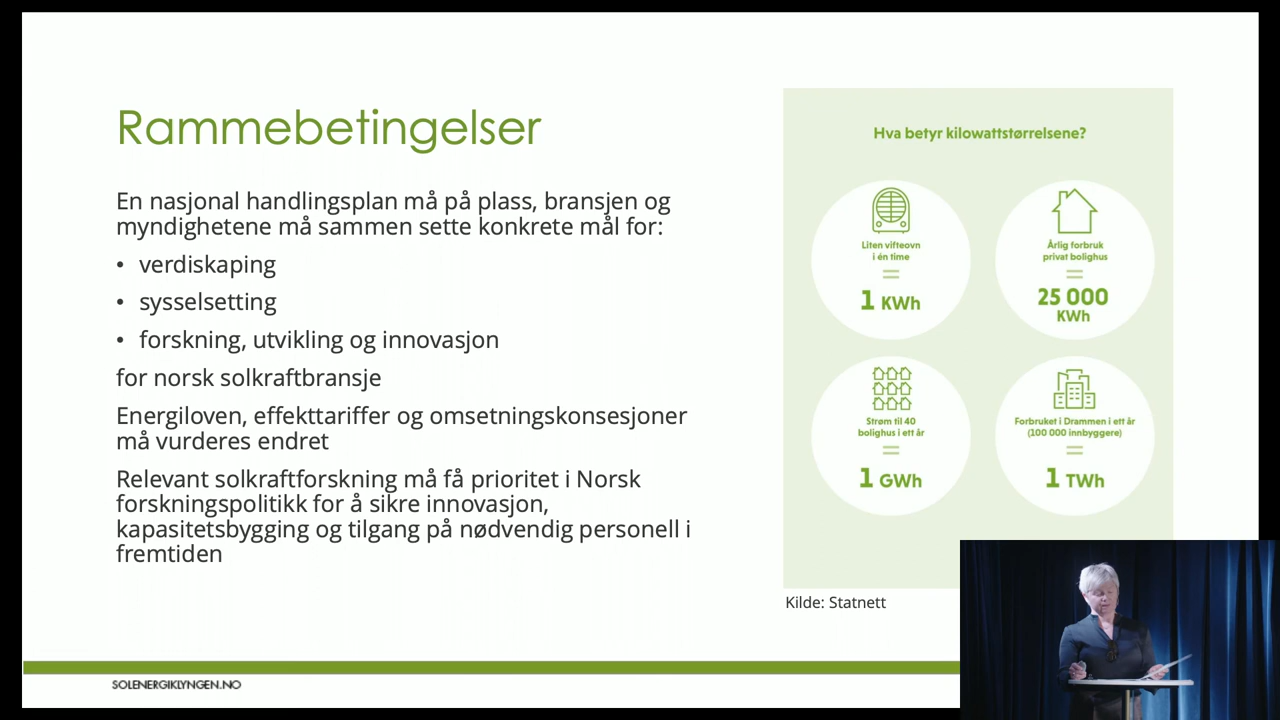 Rammebetingelser
En nasjonal handlingsplan må på plass, bransjen og
myndighetene må sammen sette konkrete mål for:
• verdiskaping
• sysselsetting
• forskning, utvikling og innovasjon
for norsk solkraftbransje
Energiloven, effekttariffer og omsetningskonsesjoner
må vurderes endret
Relevant solkraftforskning må få prioritet i Norsk
forskningspolitikk for å sikre innovasjon,
kapasitetsbygging og tilgang på nødvendig personell i
fremtiden
Hva betyr kilowattstørrelsene?
Liten vifteovn
i én time
=
1 KWh
Årlig forbruk
privat bolighus
=
25 000
KWh
Strøm til 40
bolighus i ett år
=
1 GWh
Forbruket i Drammen i ett år
(100 000 innbyggere)
=
1 TWh
Kilde: Statnett
SOLENERGIKLYNGEN.NO